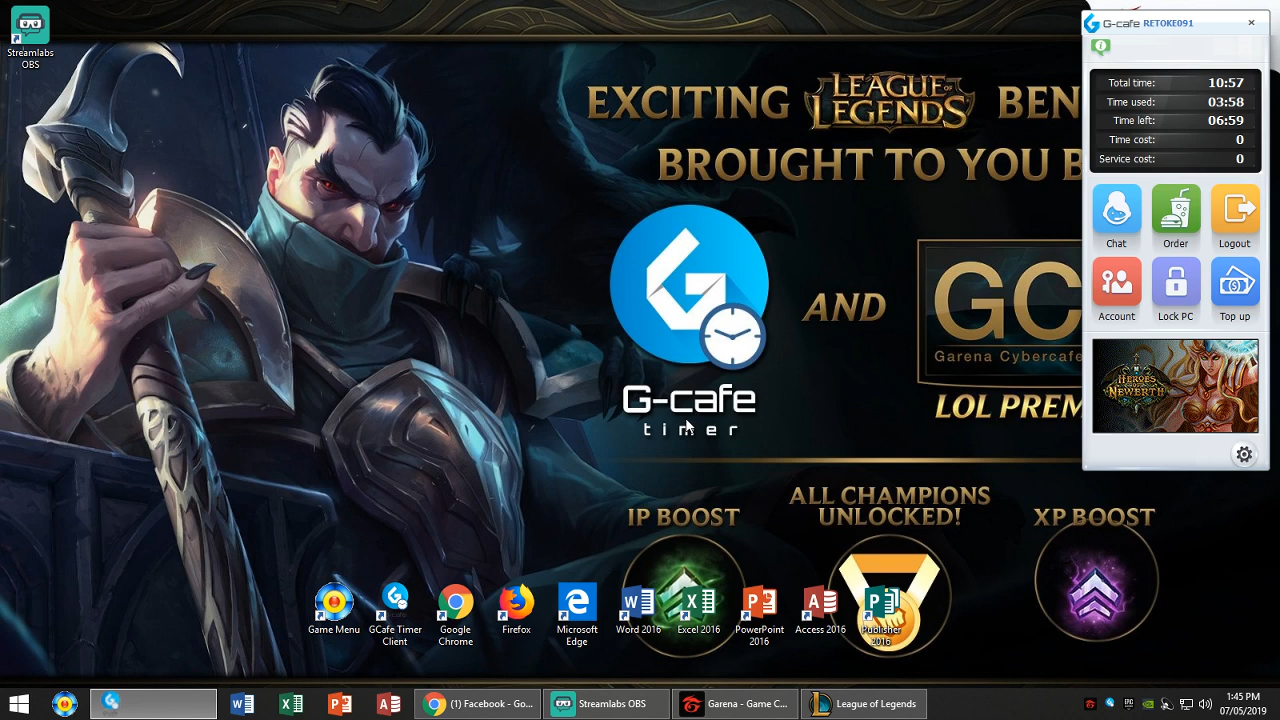 Streamlabs
OBS
EXCITING LEAGUE OF LEGENDS BEN
BROUGHT TO YOU B
G-cafe
timer
AND
GC
Garena Cybercafe
LOL PREM
IP BOOST
ALL CHAMPIONS
UNLOCKED!
XP BOOST
G-cafe RETOKE091
Total time: 10:57
Time used: 03:58
Time left: 06:59
Time cost: 0
Service cost: 0
Chat Order Logout
Account Lock PC Top up
HEROES
OF
NEWERTH
Game Menu
GCafe Timer
Client
Google
Chrome
Firefox
Microsoft
Edge
Word 2016
Excel 2016
PowerPoint
2016
Access 2016
Publisher
2016
(1) Facebook - Go...
Streamlabs OBS
Garena - Game C...
League of Legends
1:45 PM
07/05/2019